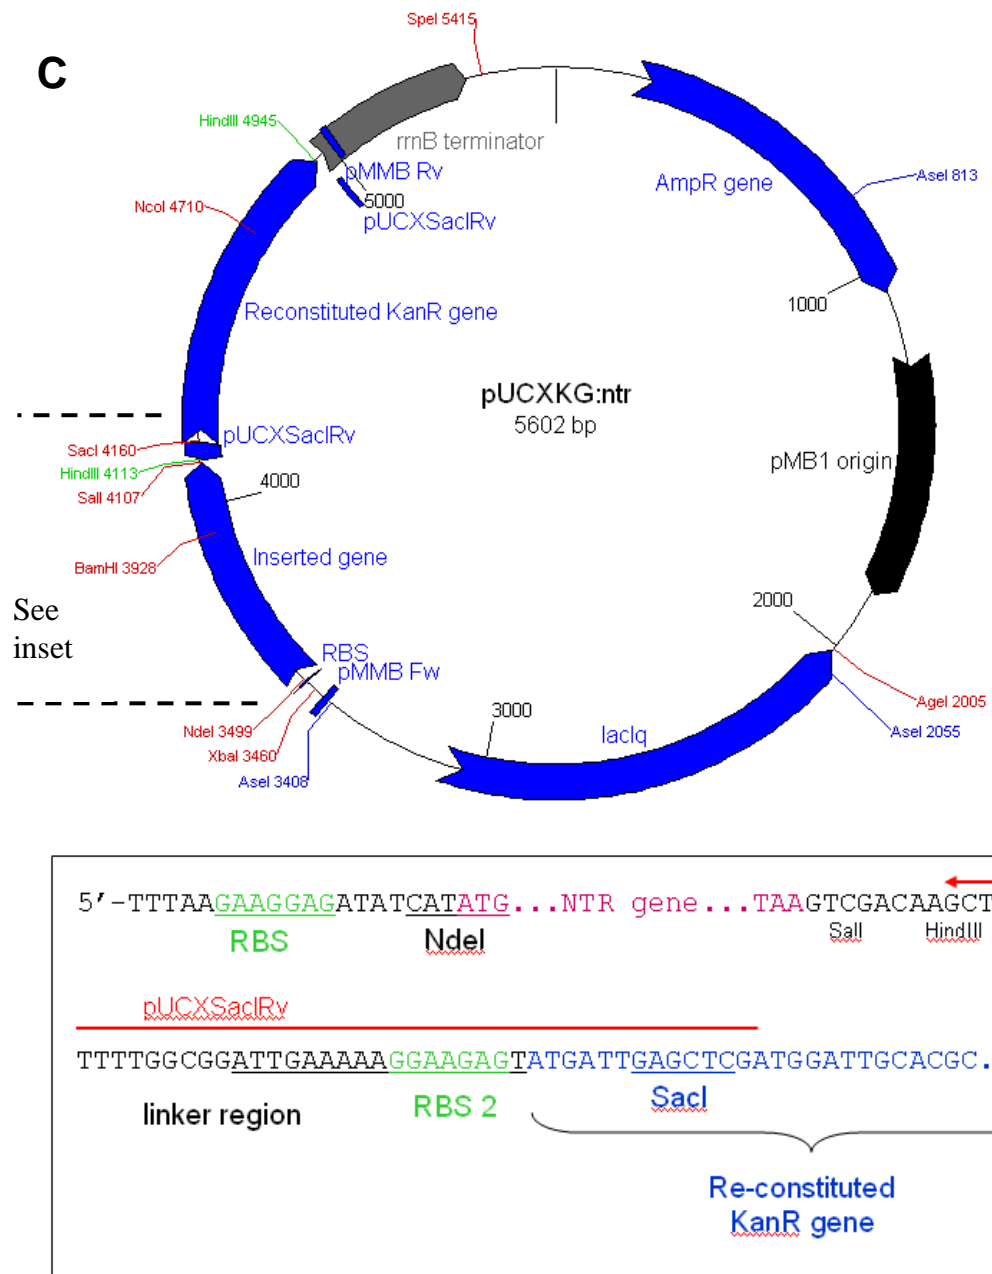 C
SpeI 5415
HindIII 4945
rrnB terminator
pMMB Rv
5000
pUCXSacIRv
AmpR gene
AseI 813
NcoI 4710
1000
Reconstituted KanR gene
pUCXKG:ntr
5602 bp
pUCXSacIRv
SacI 4160
HindIII 4113
SalI 4107
4000
pMB1 origin
BamHI 3928
Inserted gene
See
inset
2000
RBS
pMMB Fw
NdeI 3499
XbaI 3460
AseI 3408
3000
lacIq
AgeI 2005
AseI 2055
5'-TTTAAGAAGGAGATATCATATG...NTR gene...TAAGTCGACAAGCT
RBS
NdeI
SalI
HindIII
pUCXSacIRv
TTTTGGCGGATTGAAAAAGGAAGAGTATGATTGAGCTCGATGGATTGCACGC.
linker region
RBS 2
SacI
Re-constituted
KanR gene